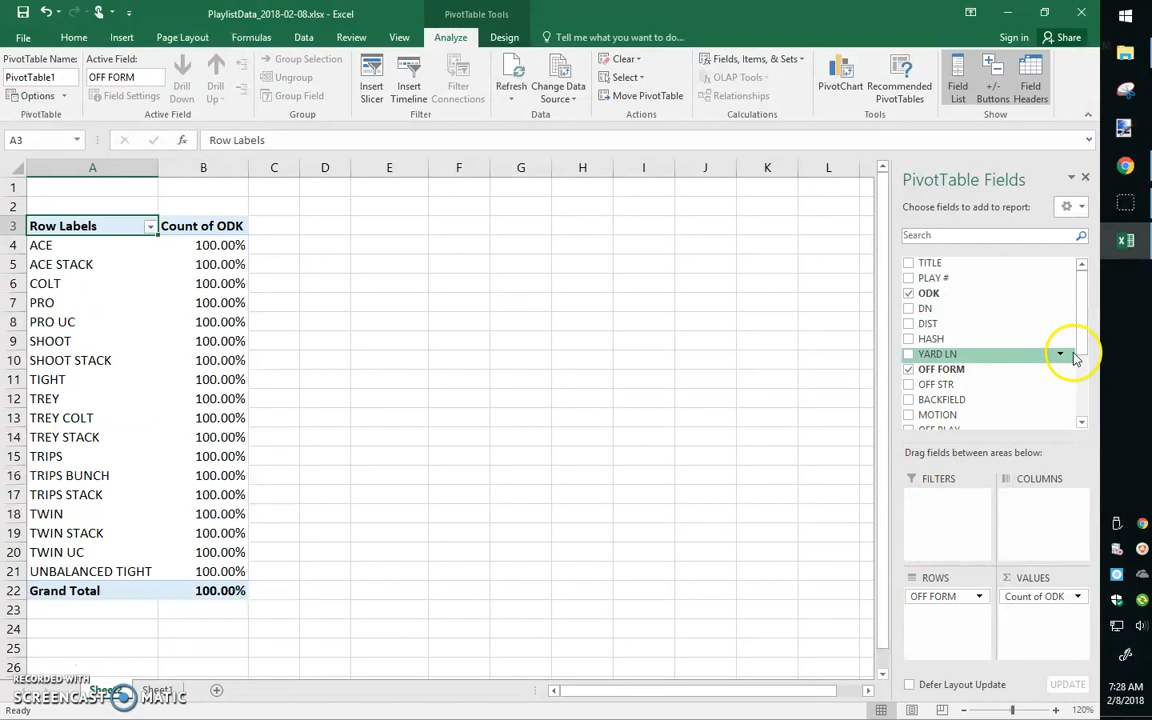 PlaylistData_2018-02-08.xlsx - Excel
PivotTable Tools
File Home Insert Page Layout Formulas Data Review View Analyze Design Tell me what you want to do... Sign in Share
PivotTable Name: Active Field:
PivotTable1 OFF FORM
Options Field Settings
Drill Down
Drill Up
Group Selection
Ungroup
Group Field
Insert Slicer
Insert Timeline
Filter Connections
Refresh
Change Data Source
Clear
Select
Move PivotTable
Fields, Items, & Sets
OLAP Tools
Relationships
PivotChart
Recommended PivotTables
Field List
+/- Buttons
Field Headers
PivotTable Active Field Group Filter Data Actions Calculations Tools Show
A3 fx Row Labels
A B C D E F G H I J K L
1
2
3 Row Labels Count of ODK
4 ACE 100.00%
5 ACE STACK 100.00%
6 COLT 100.00%
7 PRO 100.00%
8 PRO UC 100.00%
9 SHOOT 100.00%
10 SHOOT STACK 100.00%
11 TIGHT 100.00%
12 TREY 100.00%
13 TREY COLT 100.00%
14 TREY STACK 100.00%
15 TRIPS 100.00%
16 TRIPS BUNCH 100.00%
17 TRIPS STACK 100.00%
18 TWIN 100.00%
19 TWIN STACK 100.00%
20 TWIN UC 100.00%
21 UNBALANCED TIGHT 100.00%
22 Grand Total 100.00%
23
24
25
26
PivotTable Fields
Choose fields to add to report:
Search
TITLE
PLAY #
ODK
DN
DIST
HASH
YARD LN
OFF FORM
OFF STR
BACKFIELD
MOTION
OFF PLAY
Drag fields between areas below:
FILTERS COLUMNS
ROWS Σ VALUES
OFF FORM Count of ODK
Defer Layout Update UPDATE
Sheet2 Sheet1
RECORDED WITH
SCREENCAST MATIC
120%
7:28 AM
2/8/2018